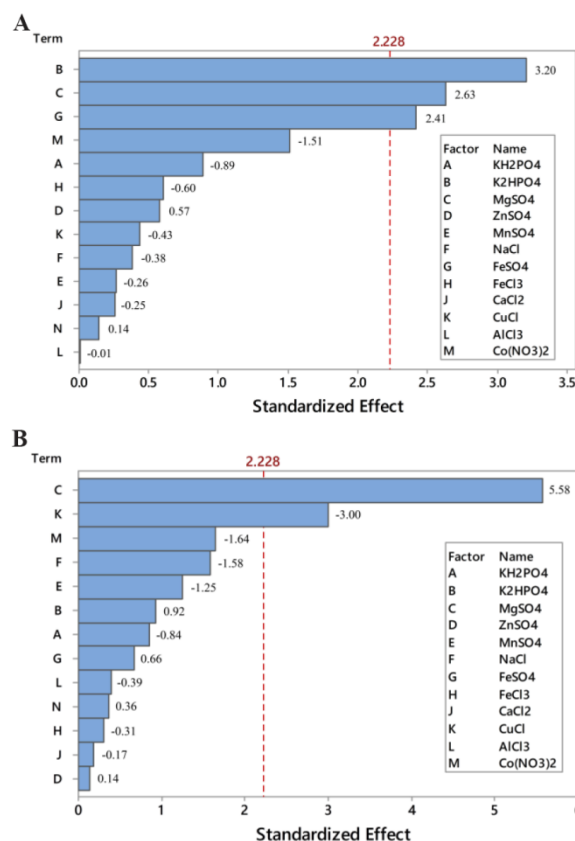 A
Term
2.228
B 3.20
C 2.63
G 2.41
M -1.51
A -0.89
H -0.60
D 0.57
K -0.43
F -0.38
E -0.26
J -0.25
N 0.14
L -0.01
Factor Name
A KH2PO4
B K2HPO4
C MgSO4
D ZnSO4
E MnSO4
F NaCl
G FeSO4
H FeCl3
J CaCl2
K CuCl
L AlCl3
M Co(NO3)2
0.0 0.5 1.0 1.5 2.0 2.5 3.0 3.5
Standardized Effect
B
Term
2.228
C 5.58
K -3.00
M -1.64
F -1.58
E -1.25
B 0.92
A -0.84
G 0.66
L -0.39
N 0.36
H -0.31
J -0.17
D 0.14
Factor Name
A KH2PO4
B K2HPO4
C MgSO4
D ZnSO4
E MnSO4
F NaCl
G FeSO4
H FeCl3
J CaCl2
K CuCl
L AlCl3
M Co(NO3)2
0 1 2 3 4 5 6
Standardized Effect